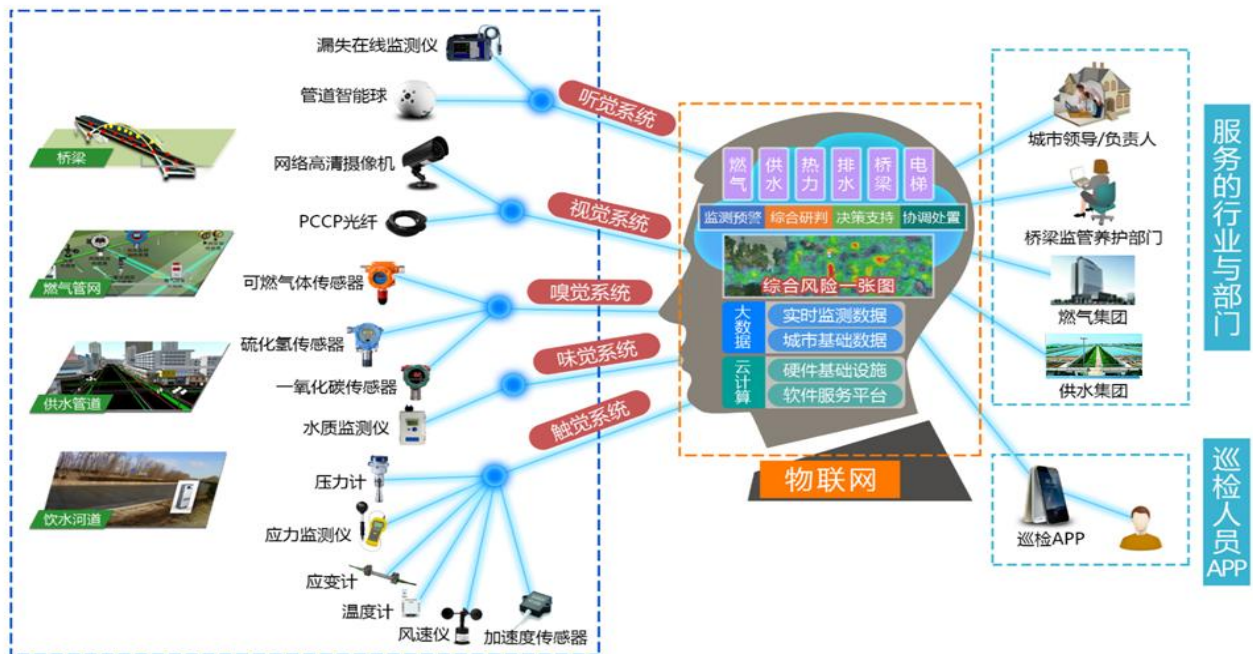 桥梁
燃气管网
供水管道
饮水河道
漏失在线监测仪
管道智能球
网络高清摄像机
PCCP光纤
可燃气体传感器
硫化氢传感器
一氧化碳传感器
水质监测仪
压力计
应力监测仪
应变计
温度计
风速仪
加速度传感器
听觉系统
视觉系统
嗅觉系统
味觉系统
触觉系统
燃气
供水
热力
排水
桥梁
电梯
监测预警
综合研判
决策支持
协调处置
综合风险一张图
大数据
实时监测数据
城市基础数据
云计算
硬件基础设施
软件服务平台
物联网
城市领导/负责人
桥梁监管养护部门
燃气集团
供水集团
巡检APP
服务的行业与部门
巡检人员APP